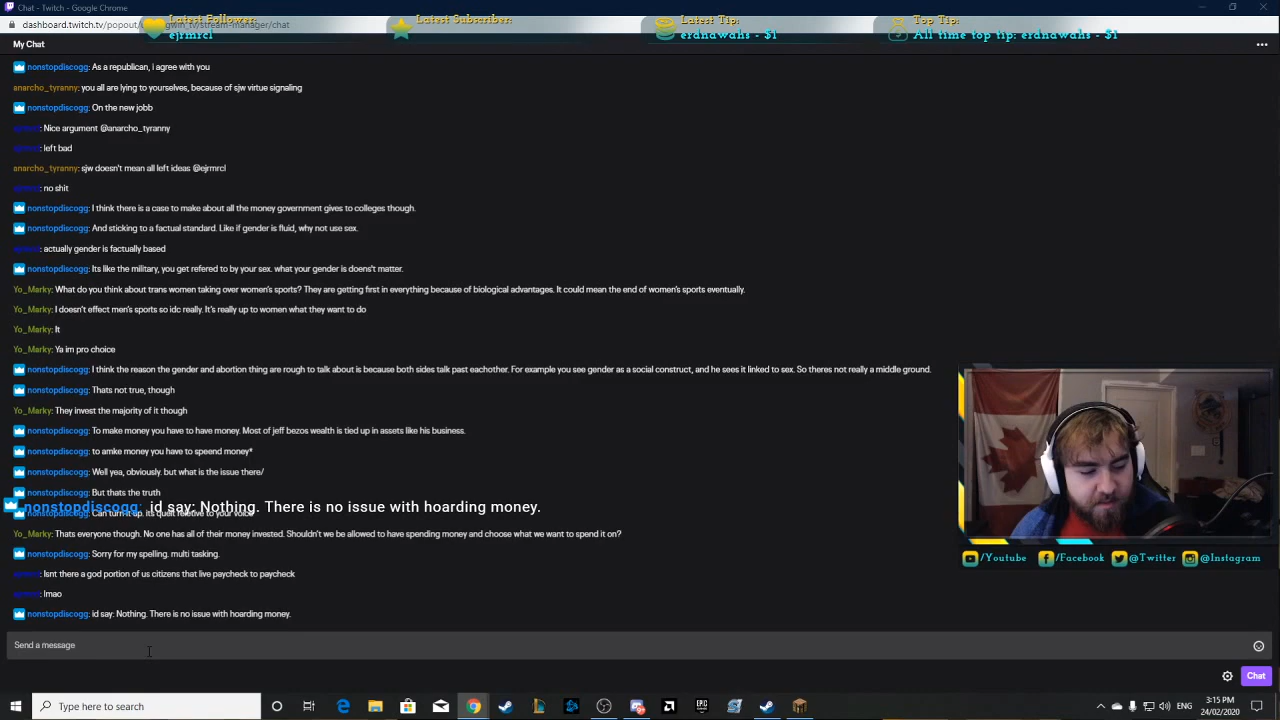 Chat - Twitch - Google Chrome
dashboard.twitch.tv/popout/
/stream-manager/chat
Latest Follower:
ejrmrcl
Latest Subscriber:
Latest Tip:
erdnawahs - $1
Top Tip:
All time top tip: erdnawahs - $1
My Chat
nonstopdiscogg: As a republican, i agree with you
anarcho_tyranny: you all are lying to yourselves, because of sjw virtue signaling
nonstopdiscogg: On the new jobb
: Nice argument @anarcho_tyranny
: left bad
anarcho_tyranny: sjw doesn't mean all left ideas @ejrmrcl
: no shit
nonstopdiscogg: I think there is a case to make about all the money government gives to colleges though.
nonstopdiscogg: And sticking to a factual standard. Like if gender is fluid, why not use sex.
: actually gender is factually based
nonstopdiscogg: Its like the military, you get refered to by your sex. what your gender is doens't matter.
Yo_Marky: What do you think about trans women taking over women's sports? They are getting first in everything because of biological advantages. It could mean the end of women's sports eventually.
Yo_Marky: I doesn't effect men's sports so idc really. It's really up to women what they want to do
Yo_Marky: It
Yo_Marky: Ya im pro choice
nonstopdiscogg: I think the reason the gender and abortion thing are rough to talk about is because both sides talk past eachother. For example you see gender as a social construct, and he sees it linked to sex. So theres not really a middle ground.
nonstopdiscogg: Thats not true, though
Yo_Marky: They invest the majority of it though
nonstopdiscogg: To make money you have to have money. Most of jeff bezos wealth is tied up in assets like his business.
nonstopdiscogg: to amke money you have to speend money*
nonstopdiscogg: Well yea, obviously. but what is the issue there/
nonstopdiscogg: But thats the truth
nonstopdiscogg: id say: Nothing. There is no issue with hoarding money.
nonstopdiscogg: Can turn it up. its quiet relative to your voice
Yo_Marky: Thats everyone though. No one has all of their money invested. Shouldn't we be allowed to have spending money and choose what we want to spend it on?
nonstopdiscogg: Sorry for my spelling. multi tasking.
: Isnt there a god portion of us citizens that live paycheck to paycheck
: lmao
nonstopdiscogg: id say: Nothing. There is no issue with hoarding money.
/Youtube /Facebook @Twitter @Instagram
Send a message
Chat
Type here to search
ENG
3:15 PM
24/02/2020